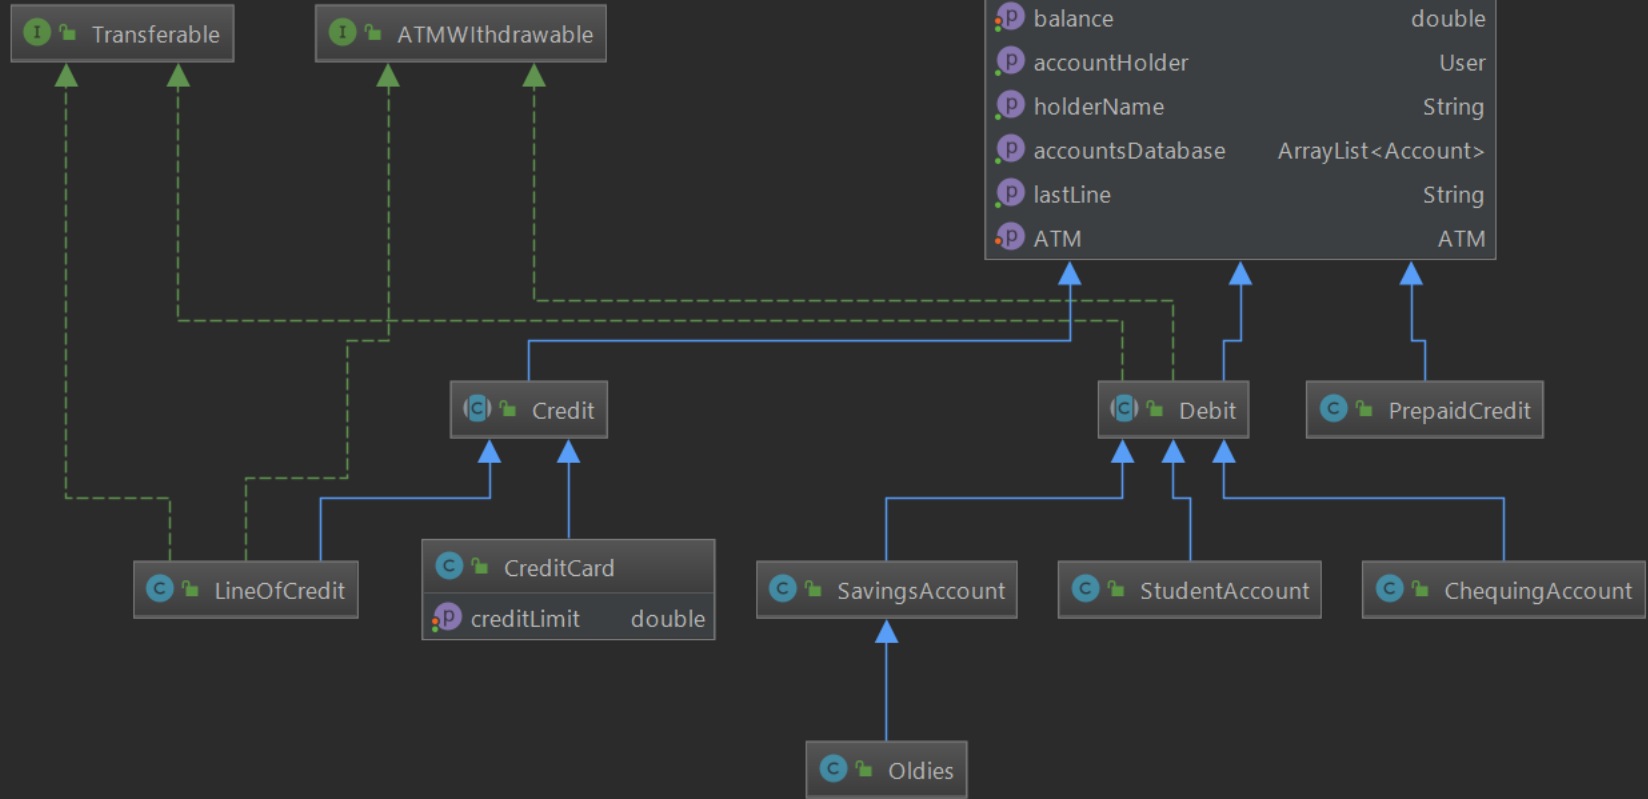 Transferable
ATMWIthdrawable
balance double
accountHolder User
holderName String
accountsDatabase ArrayList<Account>
lastLine String
ATM ATM
Credit
Debit
PrepaidCredit
LineOfCredit
CreditCard
creditLimit double
SavingsAccount
StudentAccount
ChequingAccount
Oldies